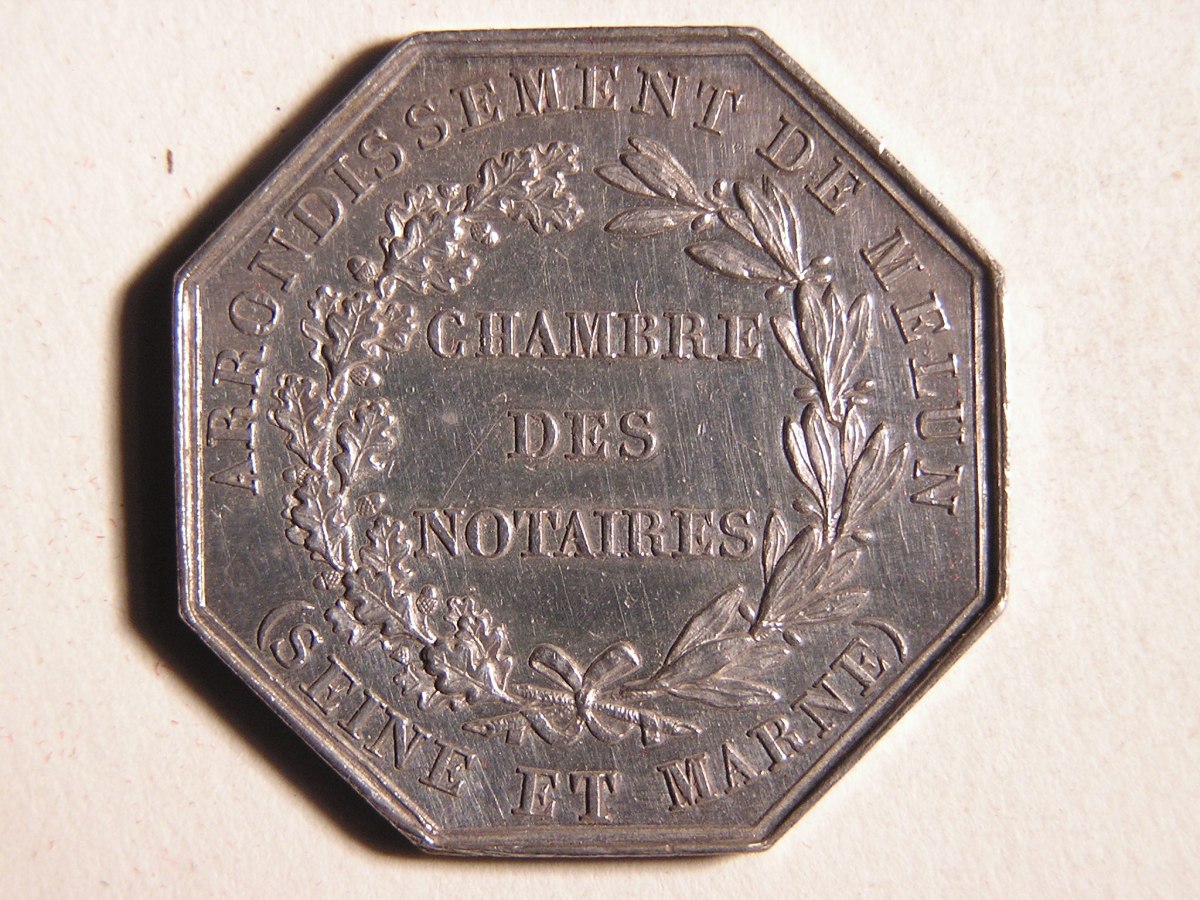 ARRONDISSEMENT DE MELUN
CHAMBRE
DES
NOTAIRES
(SEINE ET MARNE)